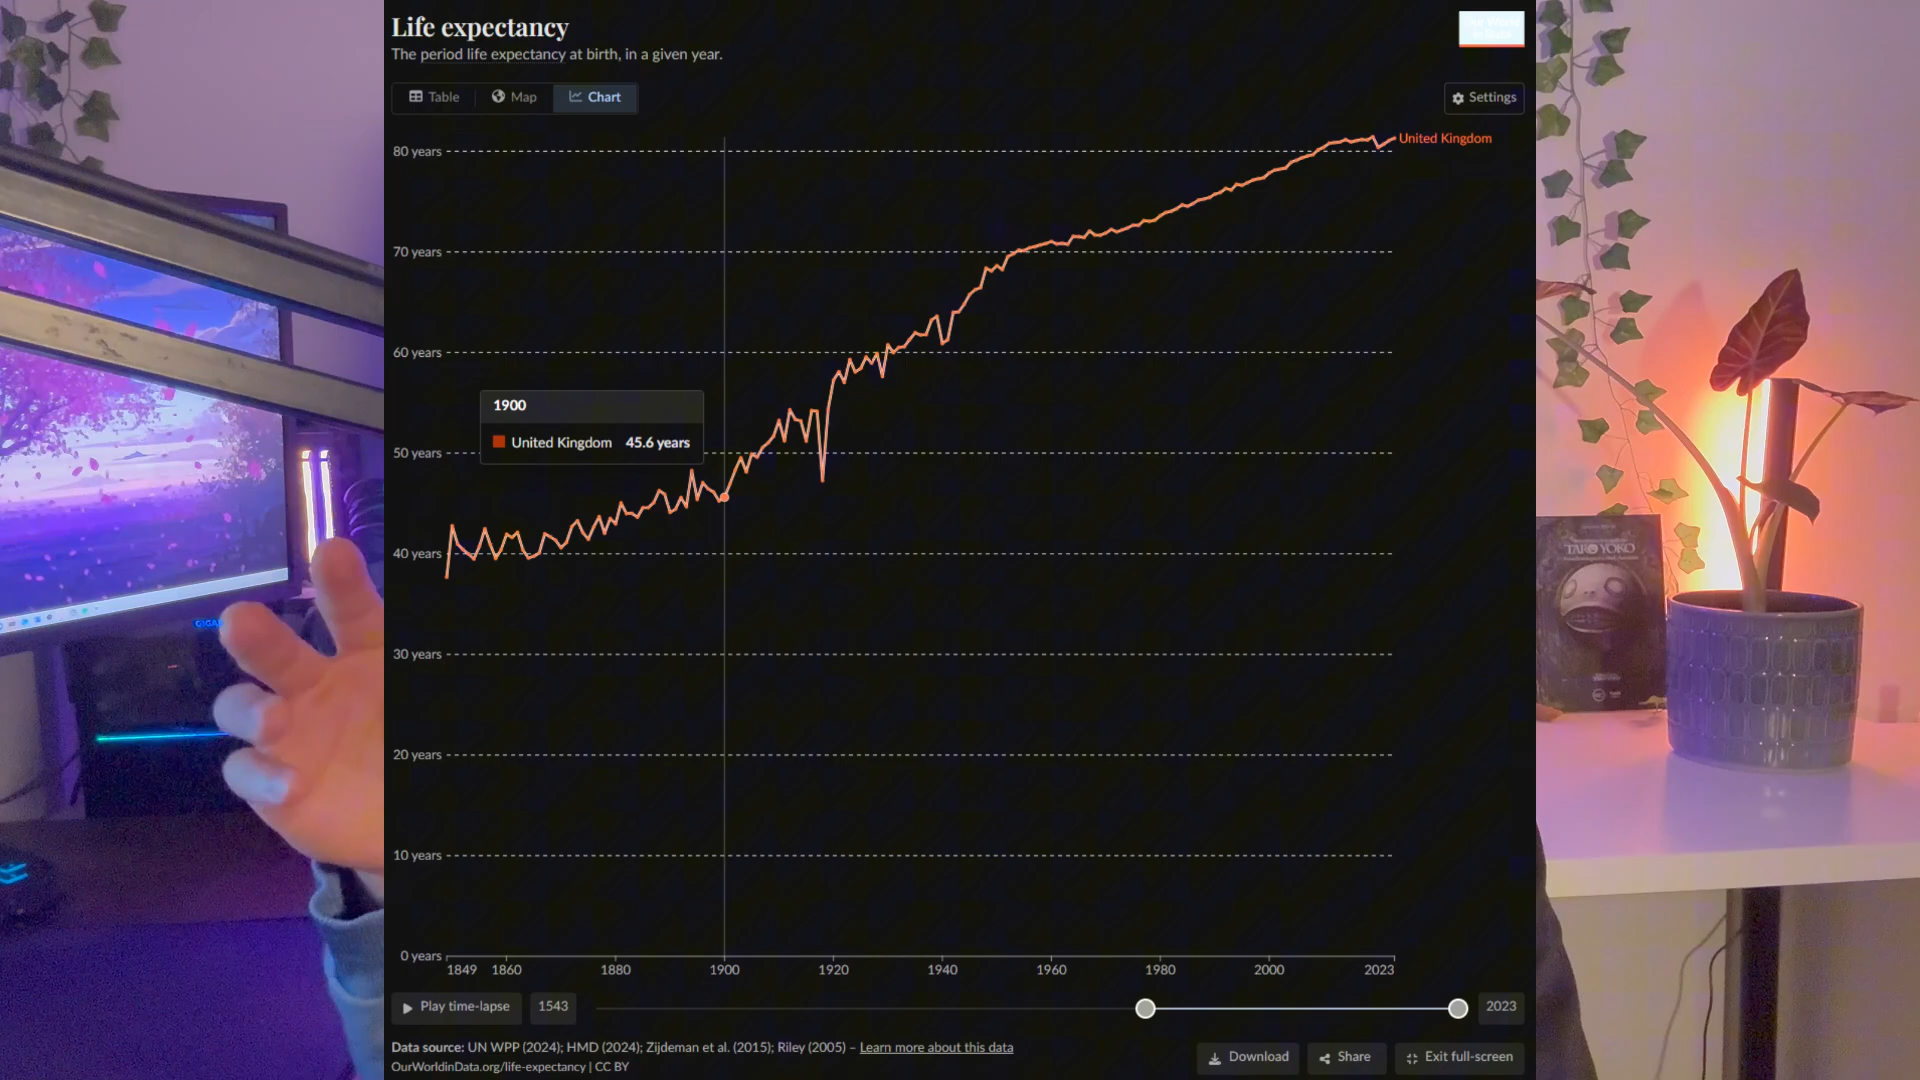 Life expectancy
The period life expectancy at birth, in a given year.
Table
Map
Chart
Settings
80 years
United Kingdom
70 years
60 years
1900
United Kingdom 45.6 years
50 years
40 years
30 years
20 years
10 years
0 years
1849 1860 1880 1900 1920 1940 1960 1980 2000 2023
Play time-lapse
1543
2023
Data source: UN WPP (2024); HMD (2024); Zijdeman et al. (2015); Riley (2005) – Learn more about this data
OurWorldinData.org/life-expectancy | CC BY
Download
Share
Exit full-screen
TARO YOKO